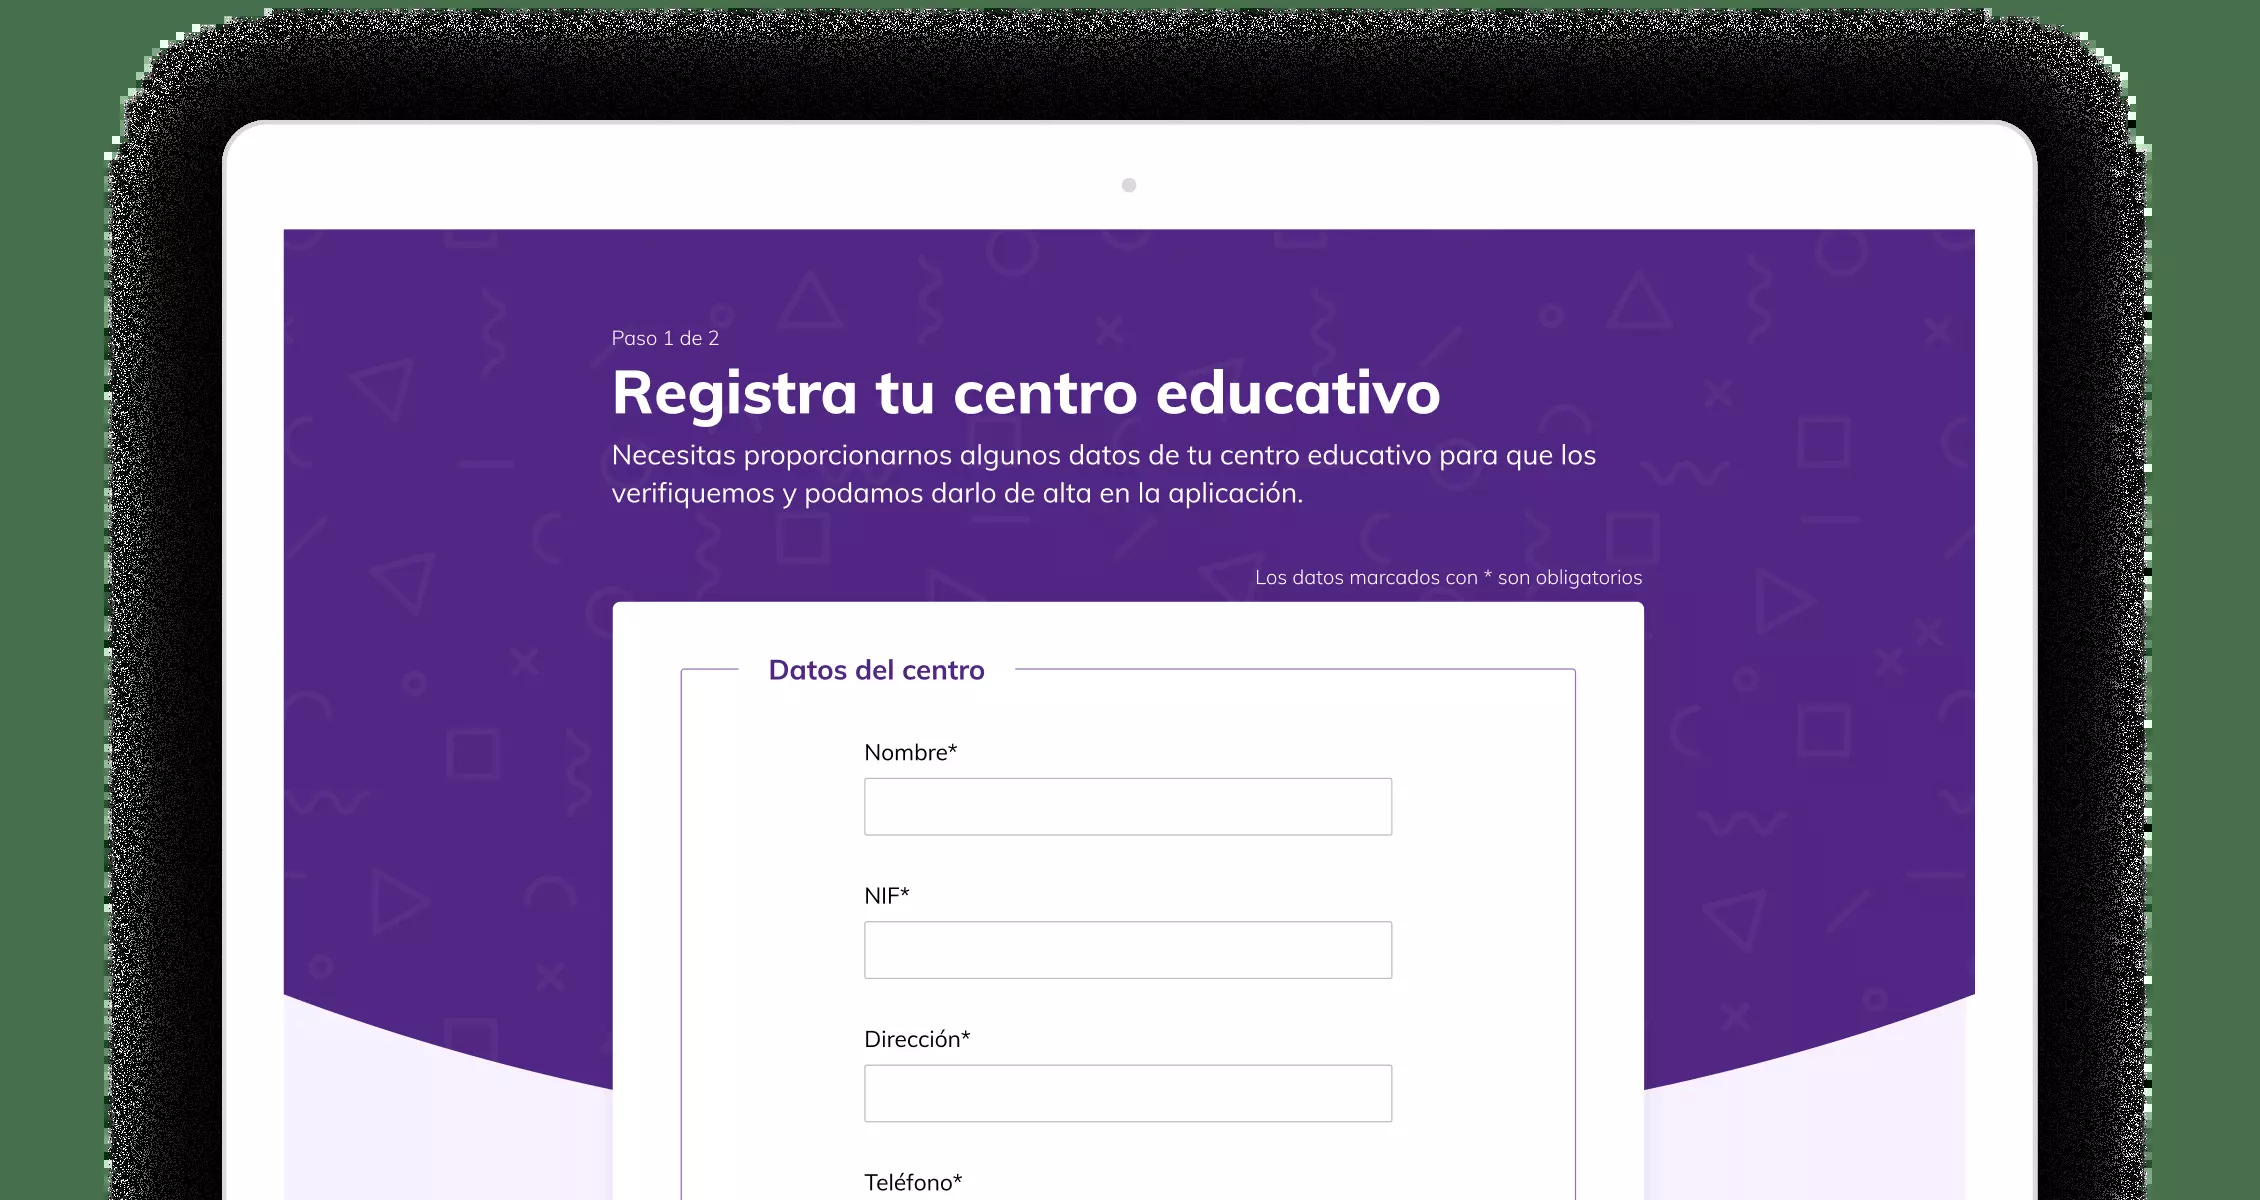 Paso 1 de 2
Registra tu centro educativo
Necesitas proporcionarnos algunos datos de tu centro educativo para que los
verifiquemos y podamos darlo de alta en la aplicación.
Los datos marcados con * son obligatorios
Datos del centro
Nombre*
NIF*
Dirección*
Teléfono*